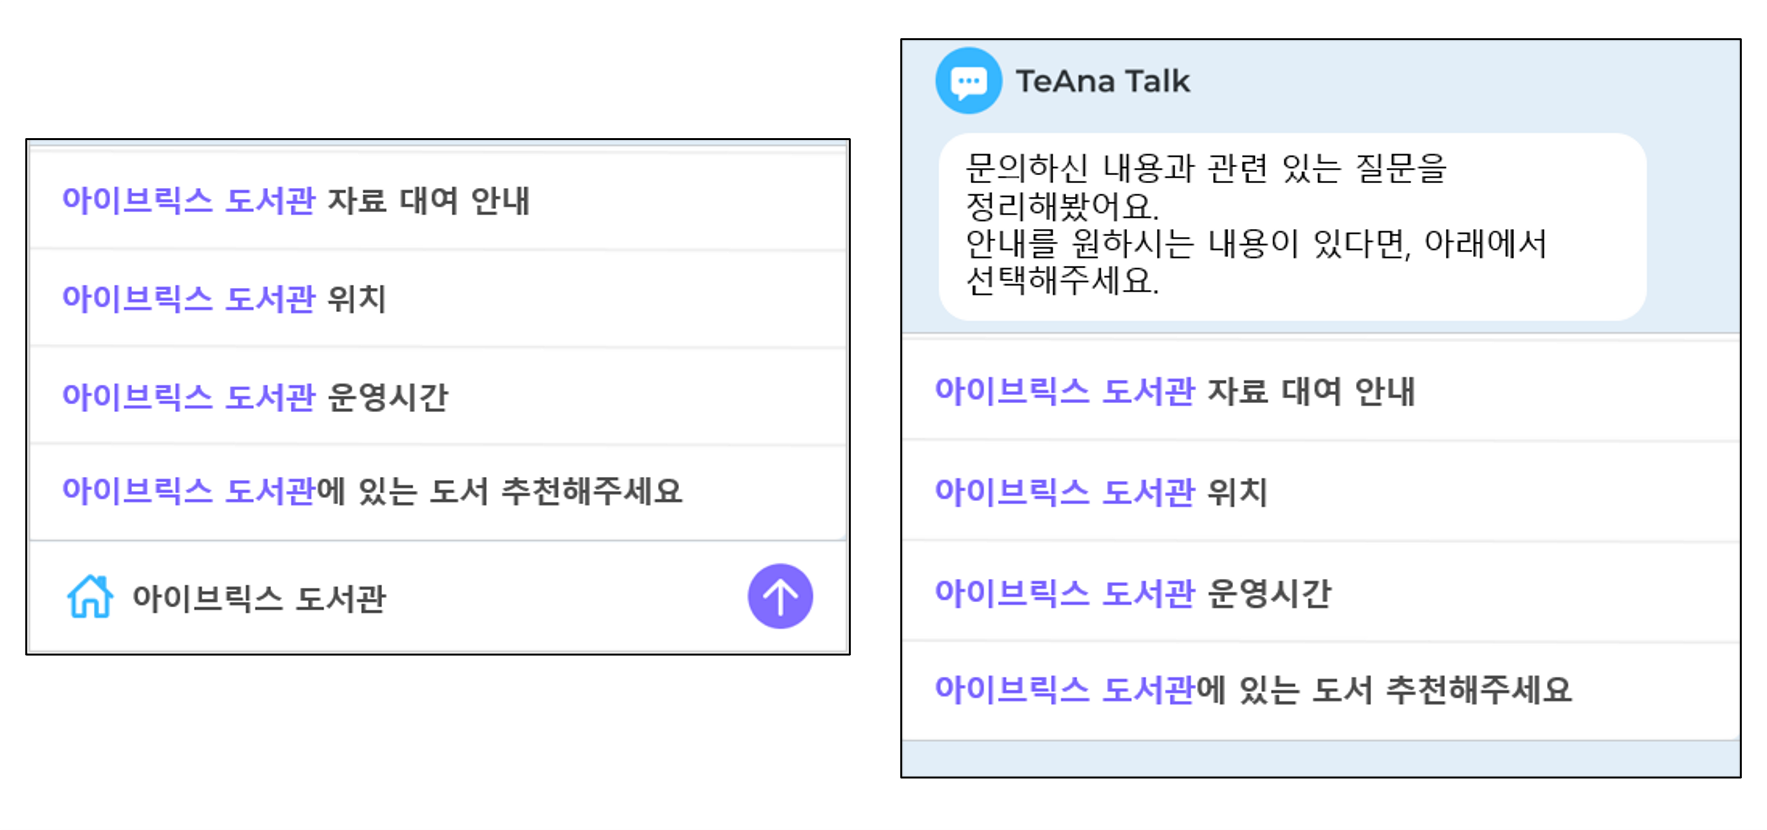 아이브릭스 도서관 자료 대여 안내
아이브릭스 도서관 위치
아이브릭스 도서관 운영시간
아이브릭스 도서관에 있는 도서 추천해주세요
아이브릭스 도서관
TeAna Talk
문의하신 내용과 관련 있는 질문을
정리해봤어요.
안내를 원하시는 내용이 있다면, 아래에서
선택해주세요.
아이브릭스 도서관 자료 대여 안내
아이브릭스 도서관 위치
아이브릭스 도서관 운영시간
아이브릭스 도서관에 있는 도서 추천해주세요